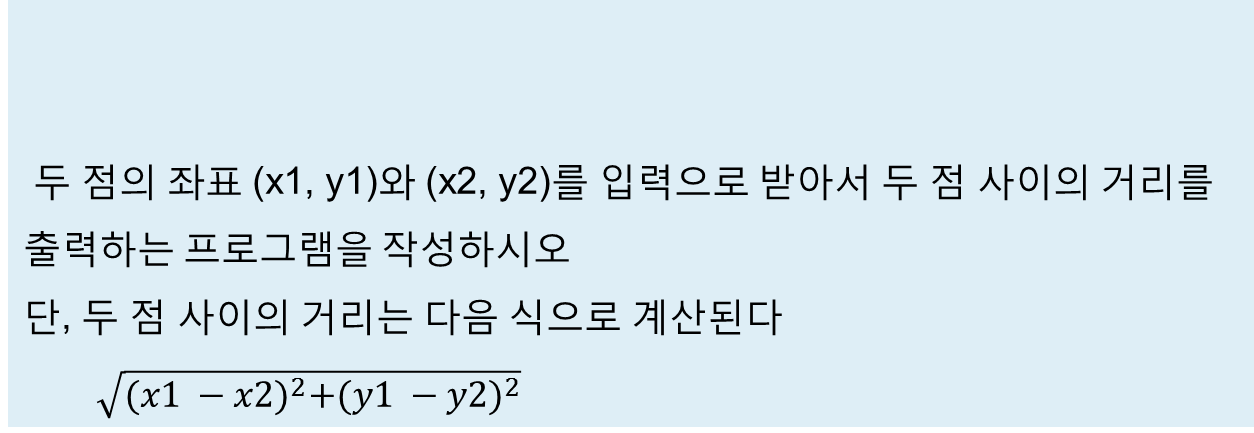 두 점의 좌표 (x1, y1)와 (x2, y2)를 입력으로 받아서 두 점 사이의 거리를
출력하는 프로그램을 작성하시오
단, 두 점 사이의 거리는 다음 식으로 계산된다
√(x1 − x2)²+(y1 − y2)²